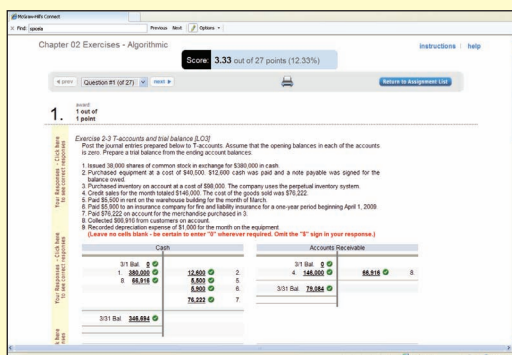 McGraw-Hill's Connect
× Find: sposia Previous Next Options
Chapter 02 Exercises - Algorithmic
instructions | help
Score: 3.33 out of 27 points (12.33%)
prev Question #1 (of 27) next
Return to Assignment List
1.
award:
1 out of
1 point
Your Responses - Click here
to see correct responses
Exercise 2-3 T-accounts and trial balance [LO3]
Post the journal entries prepared below to T-accounts. Assume that the opening balances in each of the accounts
is zero. Prepare a trial balance from the ending account balances.
1. Issued 38,000 shares of common stock in exchange for $380,000 in cash.
2. Purchased equipment at a cost of $40,500. $12,000 cash was paid and a note payable was signed for the
balance owed.
3. Purchased inventory on account at a cost of $98,000. The company uses the perpetual inventory system.
4. Credit sales for the month totaled $146,000. The cost of the goods sold was $76,222.
5. Paid $5,500 in rent on the warehouse building for the month of March.
6. Paid $5,900 to an insurance company for fire and liability insurance for a one-year period beginning April 1, 2009.
7. Paid $76,222 on account for the merchandise purchased in 3.
8. Collected $66,916 from customers on account.
9. Recorded depreciation expense of $1,000 for the month on the equipment.
(Leave no cells blank - be certain to enter "0" wherever required. Omit the "$" sign in your response.)
Your Responses - Click here
to see correct responses
Cash Accounts Receivable
3/1 Bal. 0 3/1 Bal. 0
1. 380,000 12,600 2. 4. 146,000 66,916 8.
8. 66,916 5,500 5.
5,900 6. 3/31 Bal. 79,084
76,222 7.
3/31 Bal. 346,694